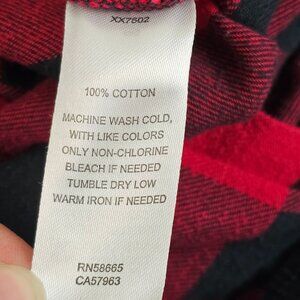 XX7502
100% COTTON
MACHINE WASH COLD,
WITH LIKE COLORS
ONLY NON-CHLORINE
BLEACH IF NEEDED
TUMBLE DRY LOW
WARM IRON IF NEEDED
RN58665
CA57963